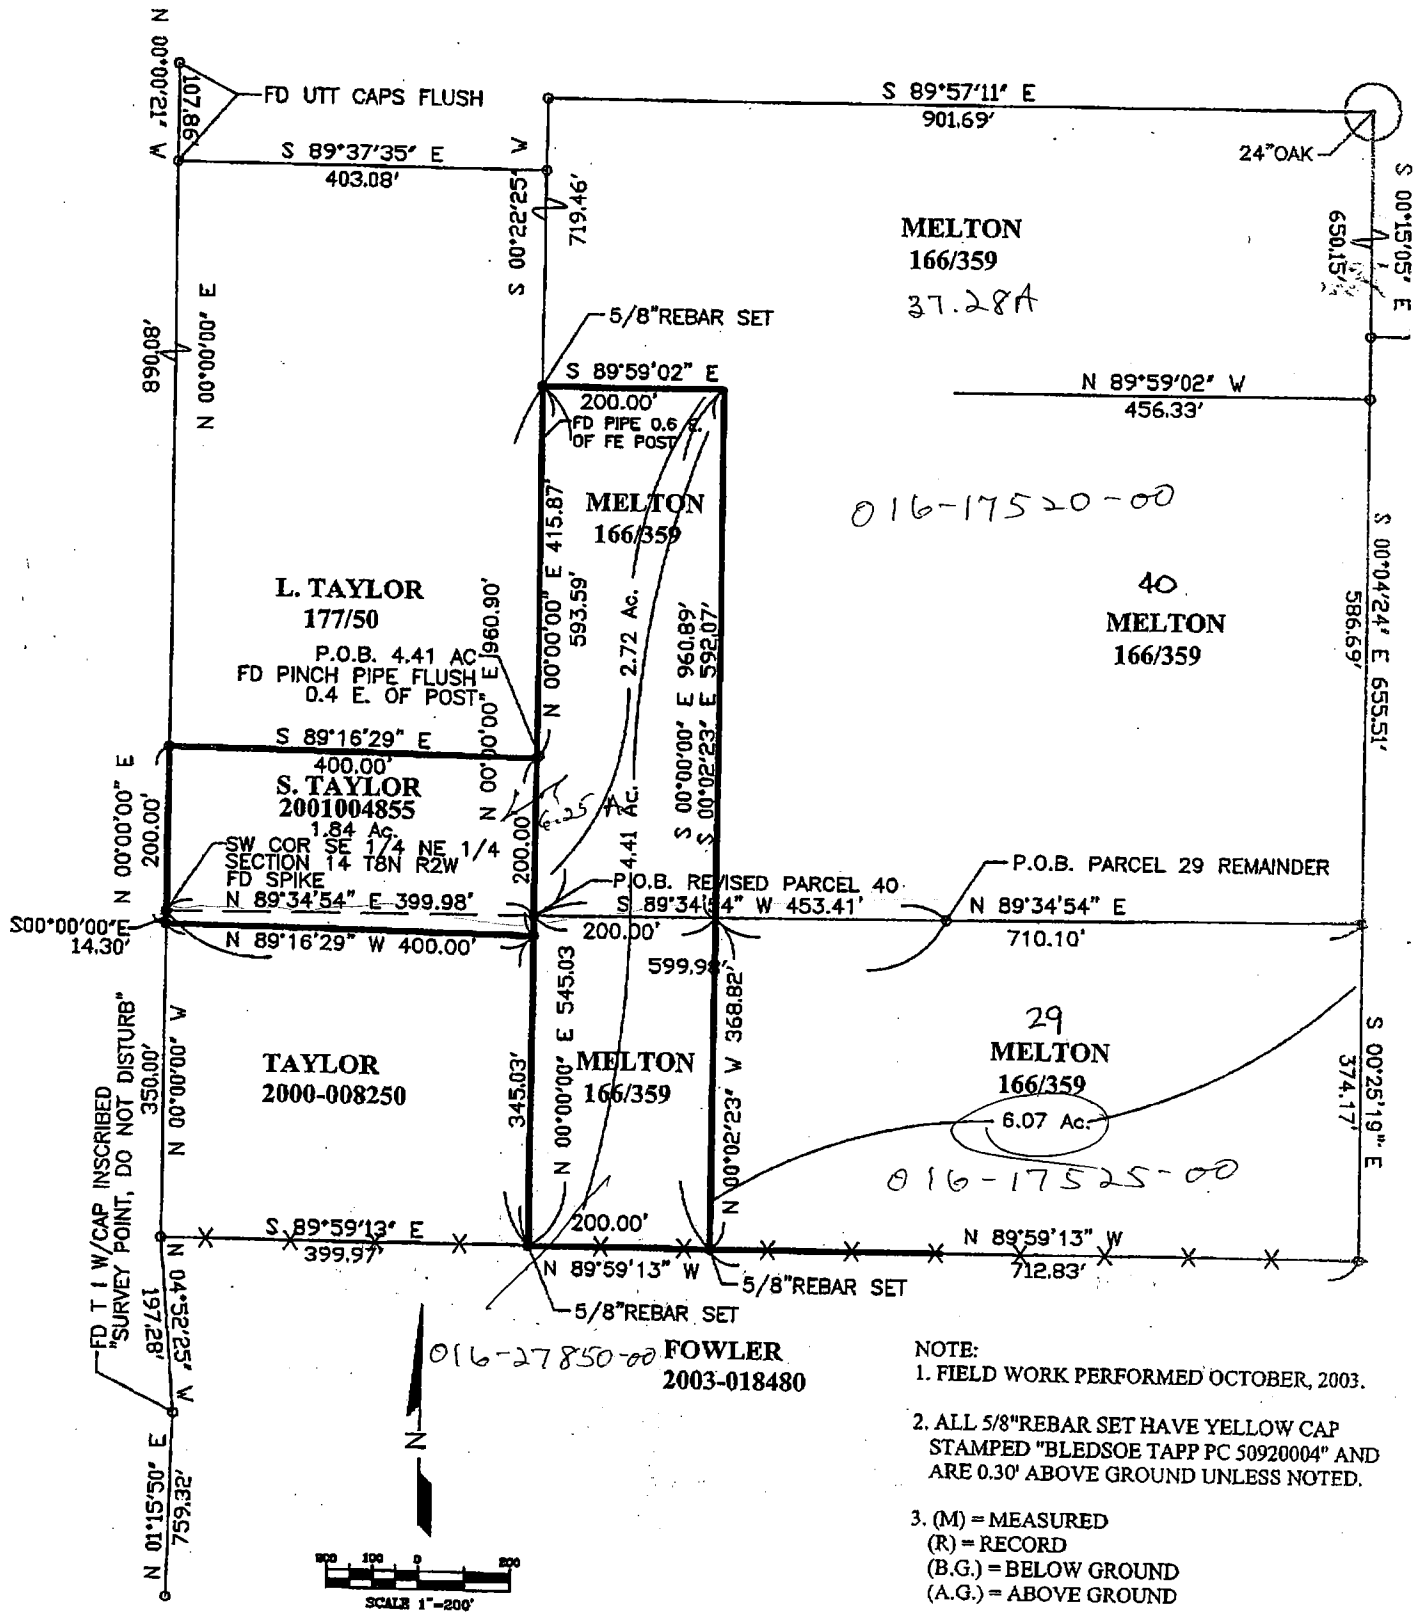 N 00°00'21" W
107.86'
FD UTT CAPS FLUSH
S 89°37'35" E
403.08'
S 00°22'25" W
719.46'
S 89°57'11" E
901.69'
24"OAK
S 00°15'05" E
650.15'
MELTON
166/359
37.28A
890.08'
N 00°00'00" E
5/8"REBAR SET
S 89°59'02" E
200.00'
FD PIPE 0.6 E.
OF FE POST
N 89°59'02" W
456.33'
MELTON
166/359
016-17520-00
N 00°00'00" E 415.87'
593.59'
S 00°04'24" E 655.51'
586.69'
40
MELTON
166/359
L. TAYLOR
177/50
P.O.B. 4.41 AC
FD PINCH PIPE FLUSH
0.4 E. OF POST
N 00°00'00" E 960.90'
2.72 Ac.
4.41 Ac.
S 00°00'00" E 960.89'
S 00°02'23" E 592.07'
S 89°16'29" E
400.00'
S. TAYLOR
2001004855
1.84 Ac.
SW COR SE 1/4 NE 1/4
SECTION 14 T8N R2W
FD SPIKE
N 00°00'00" E
200.00'
200.00'
6.25 A
N 89°34'54" E 399.98'
P.O.B. REVISED PARCEL 40
P.O.B. PARCEL 29 REMAINDER
S 89°34'54" W 453.41'
N 89°34'54" E
200.00'
710.10'
599.98'
S00°00'00"E
14.30'
N 89°16'29" W 400.00'
FD T I W/CAP INSCRIBED
"SURVEY POINT, DO NOT DISTURB"
350.00'
N 00°00'00" W
TAYLOR
2000-008250
345.03'
N 00°00'00" E 545.03
MELTON
166/359
N 00°02'23" W 368.82'
29
MELTON
166/359
6.07 Ac.
016-17525-00
S 00°25'19" E
374.17'
S 89°59'13" E
399.97'
200.00'
N 89°59'13" W
N 89°59'13" W
712.83'
5/8"REBAR SET
5/8"REBAR SET
N 04°52'25" W
197.28'
016-27850-00
FOWLER
2003-018480
N 01°15'50" E
759.32'
N
200 100 0 200
SCALE 1"=200'
NOTE:
1. FIELD WORK PERFORMED OCTOBER, 2003.
2. ALL 5/8"REBAR SET HAVE YELLOW CAP
STAMPED "BLEDSOE TAPP PC 50920004" AND
ARE 0.30' ABOVE GROUND UNLESS NOTED.
3. (M) = MEASURED
(R) = RECORD
(B.G.) = BELOW GROUND
(A.G.) = ABOVE GROUND